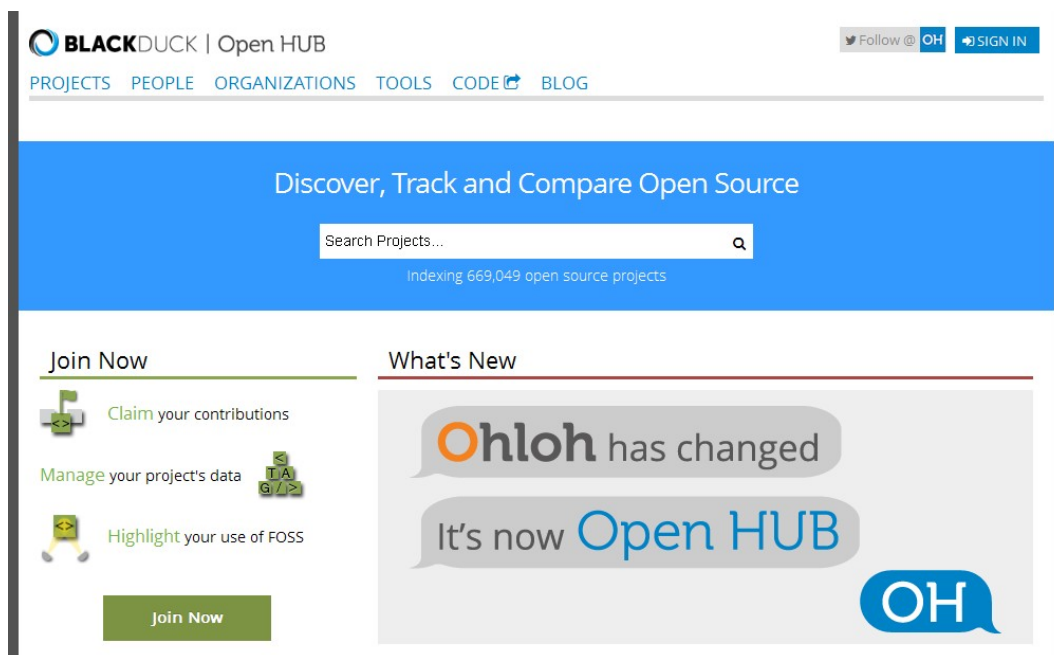 BLACKDUCK | Open HUB
Follow @ OH
SIGN IN
PROJECTS PEOPLE ORGANIZATIONS TOOLS CODE BLOG
Discover, Track and Compare Open Source
Search Projects...
Indexing 669,049 open source projects
Join Now
Claim your contributions
Manage your project's data
< TA G/>
<>
Highlight your use of FOSS
Join Now
What's New
Ohloh has changed
It's now Open HUB
OH